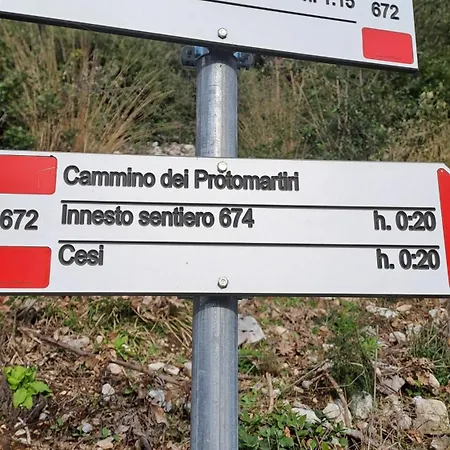 672
Cammino dei Protomartiri
672
Innesto sentiero 674 h. 0:20
Cesi h. 0:20